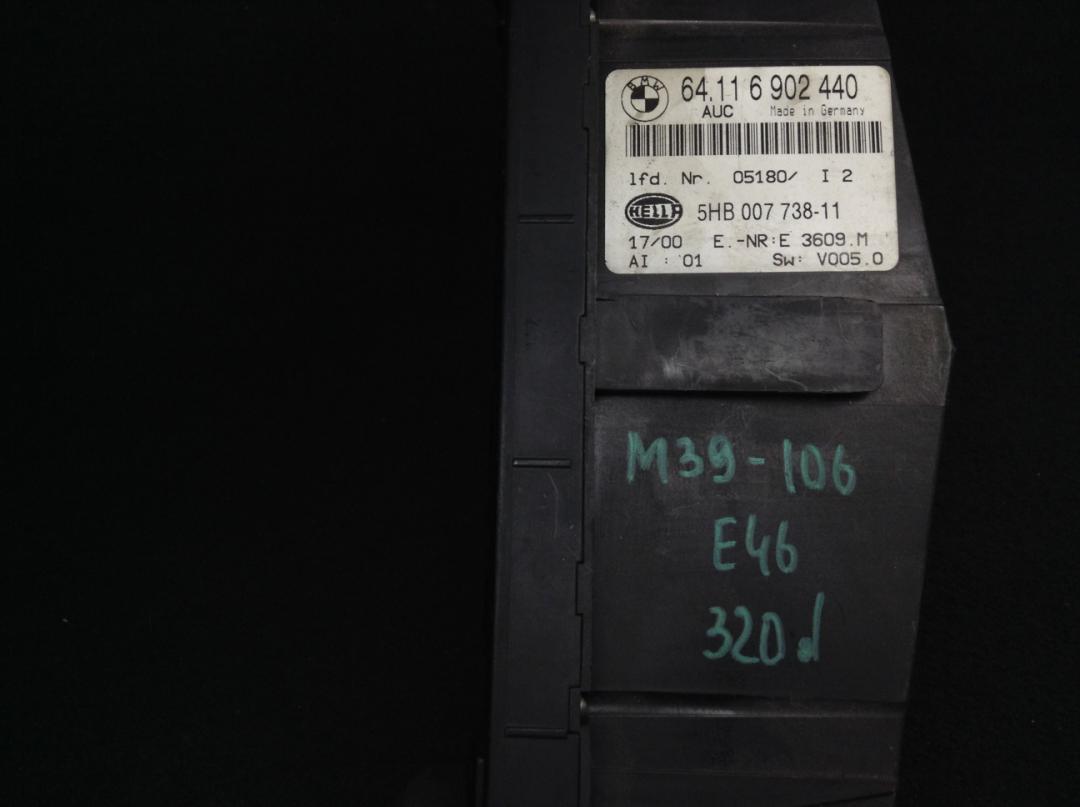 BMW 64.11 6 902 440
AUC Made in Germany
lfd. Nr. 05180/ I 2
HELLA 5HB 007 738-11
17/00 E.-NR:E 3609.M
AI : 01 Sw: V005.0
M39-106
E46
320d